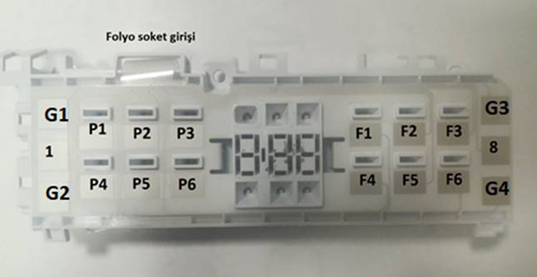 Folyo soket girişi
G1 P1 P2 P3 F1 F2 F3 G3
1 8
G2 P4 P5 P6 F4 F5 F6 G4